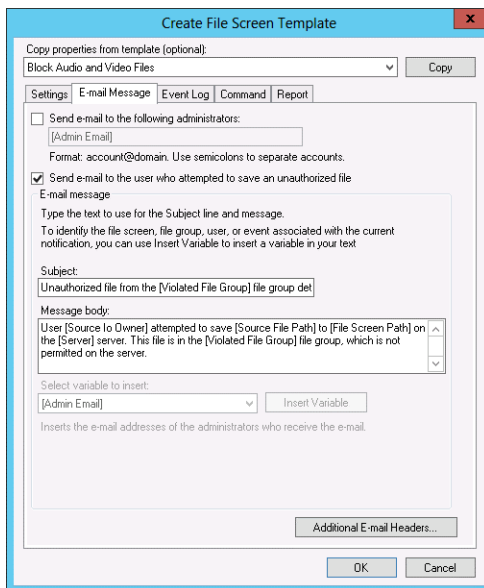 Create File Screen Template
x
Copy properties from template (optional):
Block Audio and Video Files
Copy
Settings
E-mail Message
Event Log
Command
Report
Send e-mail to the following administrators:
[Admin Email]
Format: account@domain. Use semicolons to separate accounts.
Send e-mail to the user who attempted to save an unauthorized file
E-mail message
Type the text to use for the Subject line and message.
To identify the file screen, file group, user, or event associated with the current
notification, you can use Insert Variable to insert a variable in your text
Subject:
Unauthorized file from the [Violated File Group] file group det
Message body:
User [Source Io Owner] attempted to save [Source File Path] to [File Screen Path] on
the [Server] server. This file is in the [Violated File Group] file group, which is not
permitted on the server.
Select variable to insert:
[Admin Email]
Insert Variable
Inserts the e-mail addresses of the administrators who receive the e-mail.
Additional E-mail Headers...
OK
Cancel